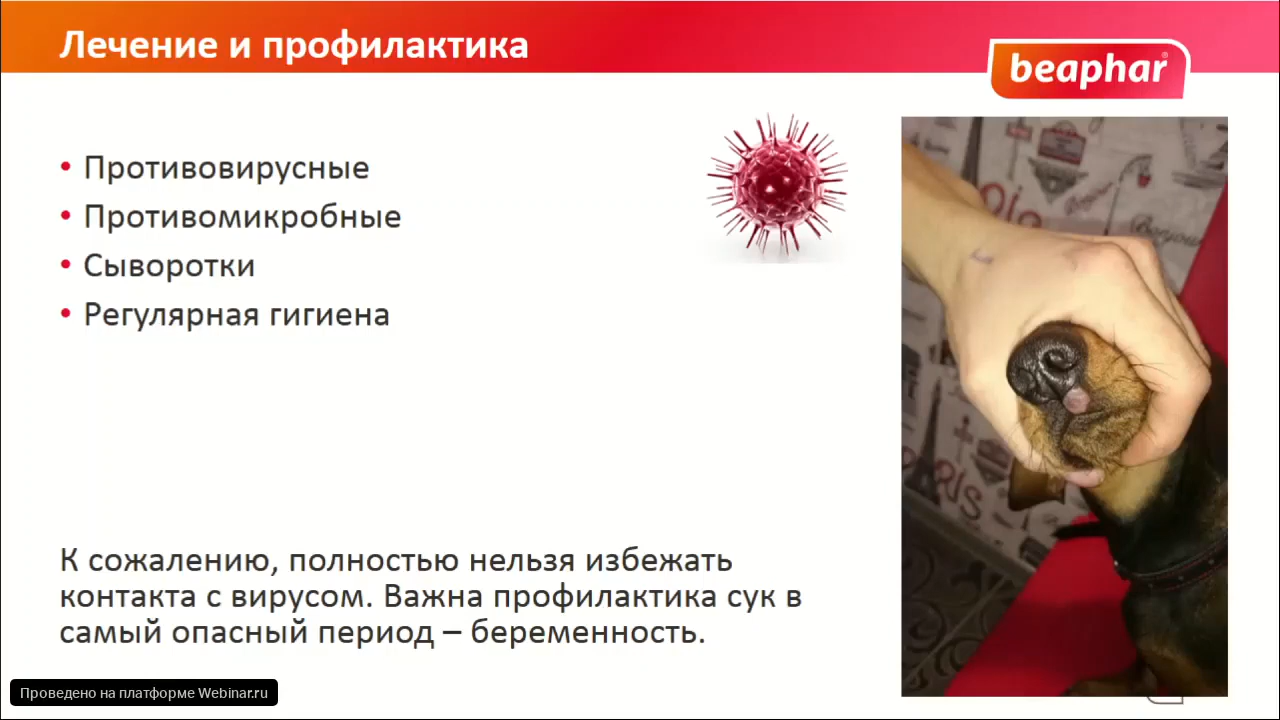 Лечение и профилактика
beaphar®
• Противовирусные
• Противомикробные
• Сыворотки
• Регулярная гигиена
К сожалению, полностью нельзя избежать
контакта с вирусом. Важна профилактика сук в
самый опасный период – беременность.
Проведено на платформе Webinar.ru